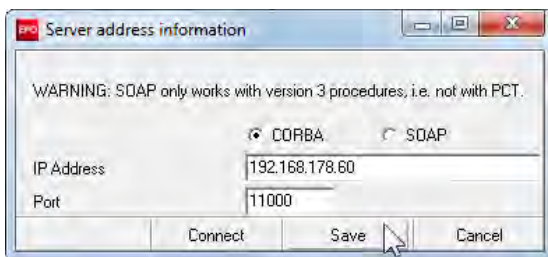 EPO Server address information
WARNING: SOAP only works with version 3 procedures, i.e. not with PCT.
CORBA SOAP
IP Address 192.168.178.60
Port 11000
Connect Save Cancel